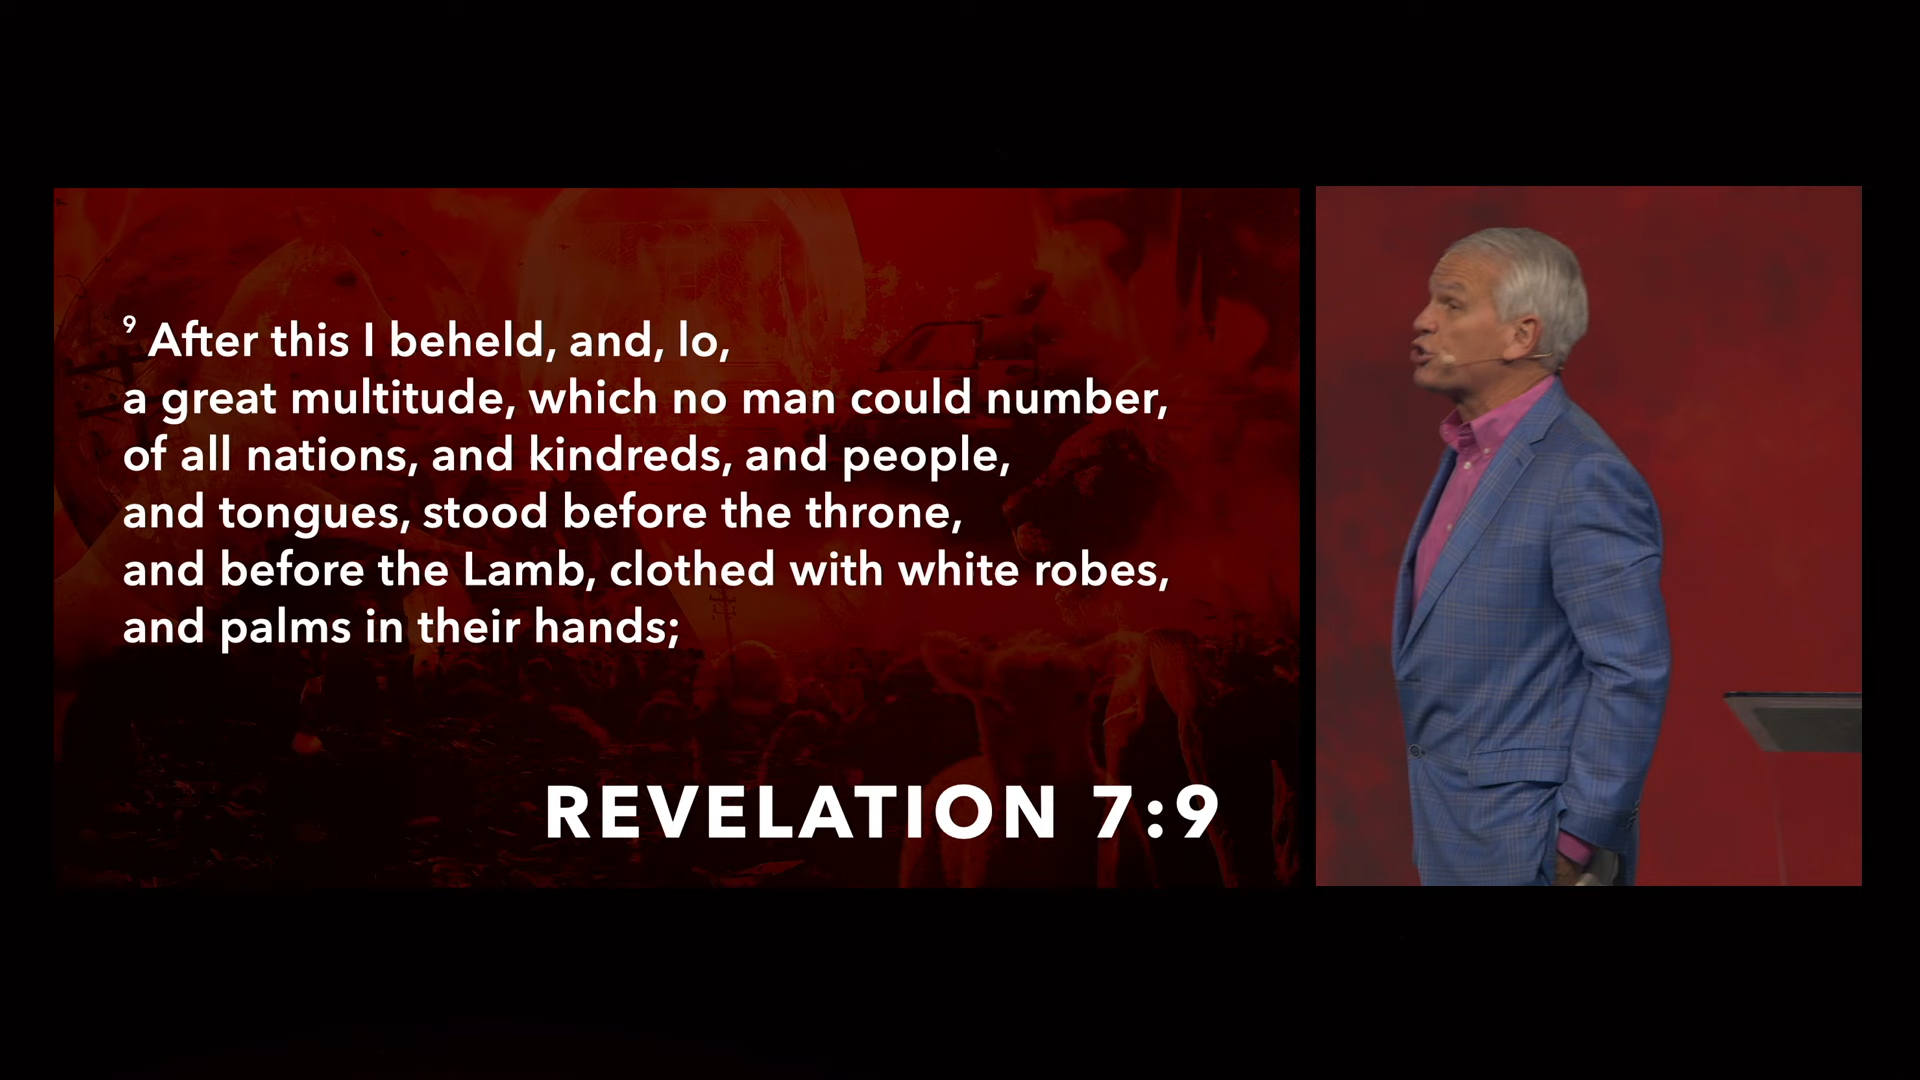 ⁹ After this I beheld, and, lo,
a great multitude, which no man could number,
of all nations, and kindreds, and people,
and tongues, stood before the throne,
and before the Lamb, clothed with white robes,
and palms in their hands;
REVELATION 7:9